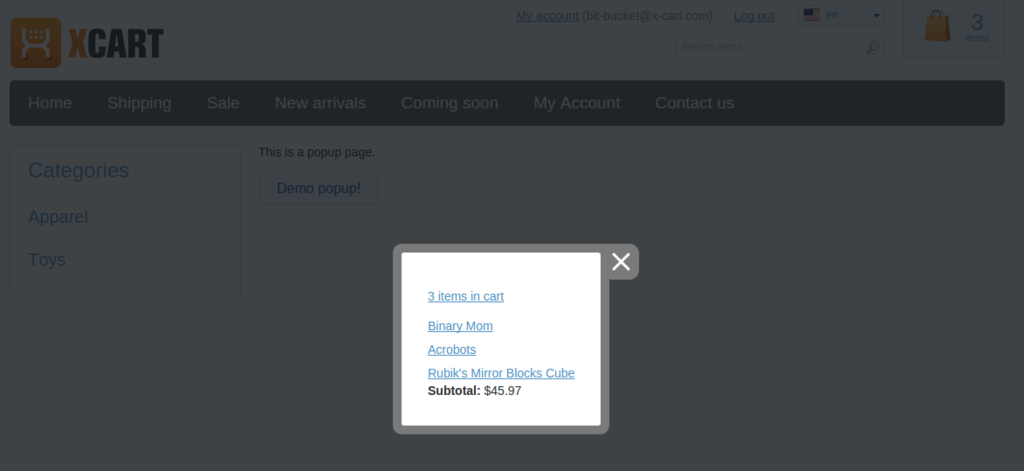 My account (bit-bucket@x-cart.com) Log out en 3 items
XCART
Search items...
Home Shipping Sale New arrivals Coming soon My Account Contact us
Categories
Apparel
Toys
This is a popup page.
Demo popup!
3 items in cart
Binary Mom
Acrobots
Rubik's Mirror Blocks Cube
Subtotal: $45.97